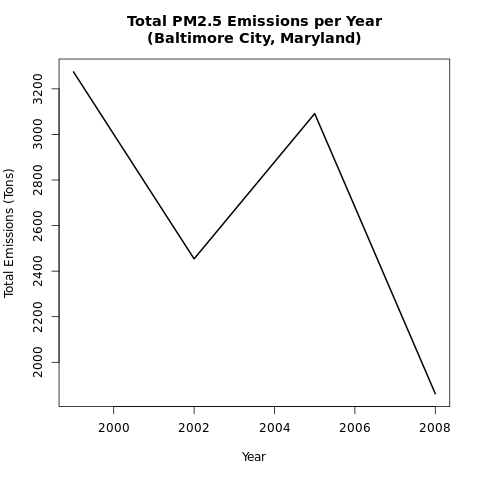 Total PM2.5 Emissions per Year
(Baltimore City, Maryland)
Total Emissions (Tons)
3200
3000
2800
2600
2400
2200
2000
2000 2002 2004 2006 2008
Year